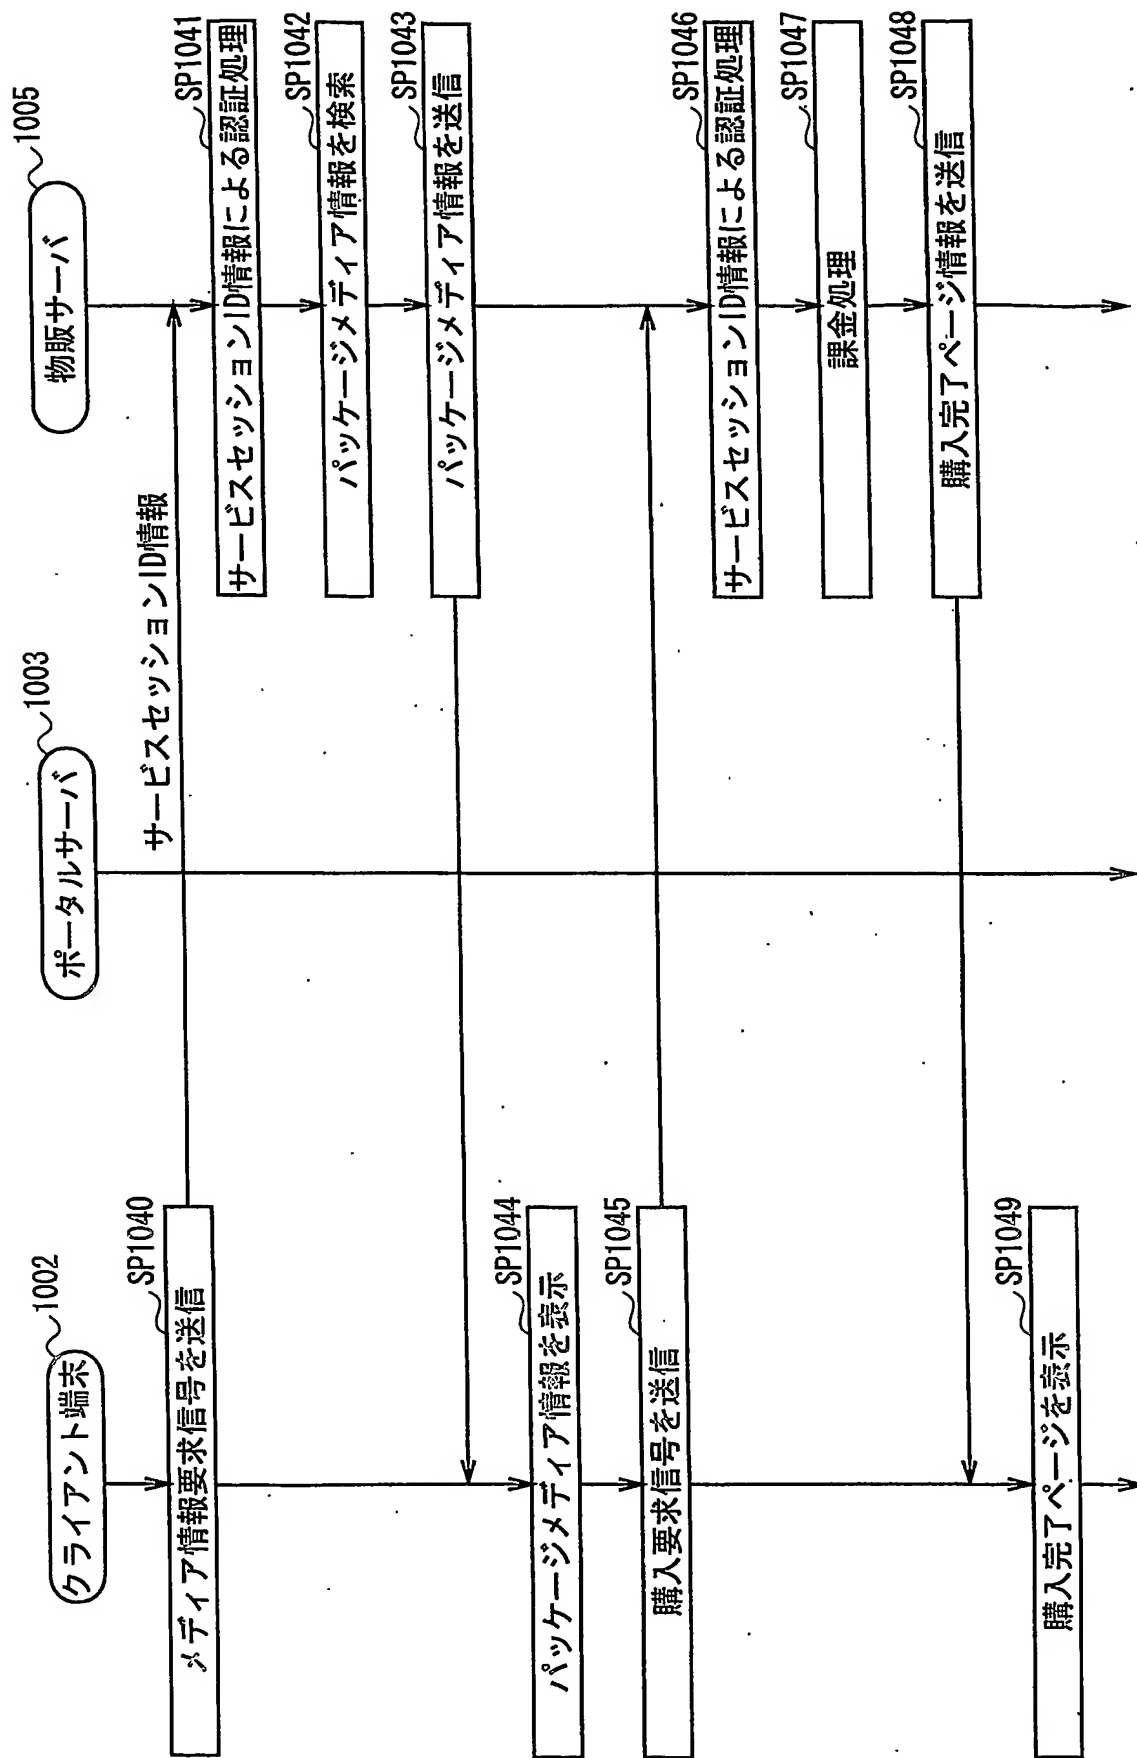 クライアント端末
1002
ポータルサーバ
1003
物販サーバ
1005
SP1040
メディア情報要求信号を送信
サービスセッションID情報
SP1041
サービスセッションID情報による認証処理
SP1042
パッケージメディア情報を検索
SP1043
パッケージメディア情報を送信
SP1044
パッケージメディア情報を表示
SP1045
購入要求信号を送信
SP1046
サービスセッションID情報による認証処理
SP1047
課金処理
SP1048
購入完了ページ情報を送信
SP1049
購入完了ページを表示